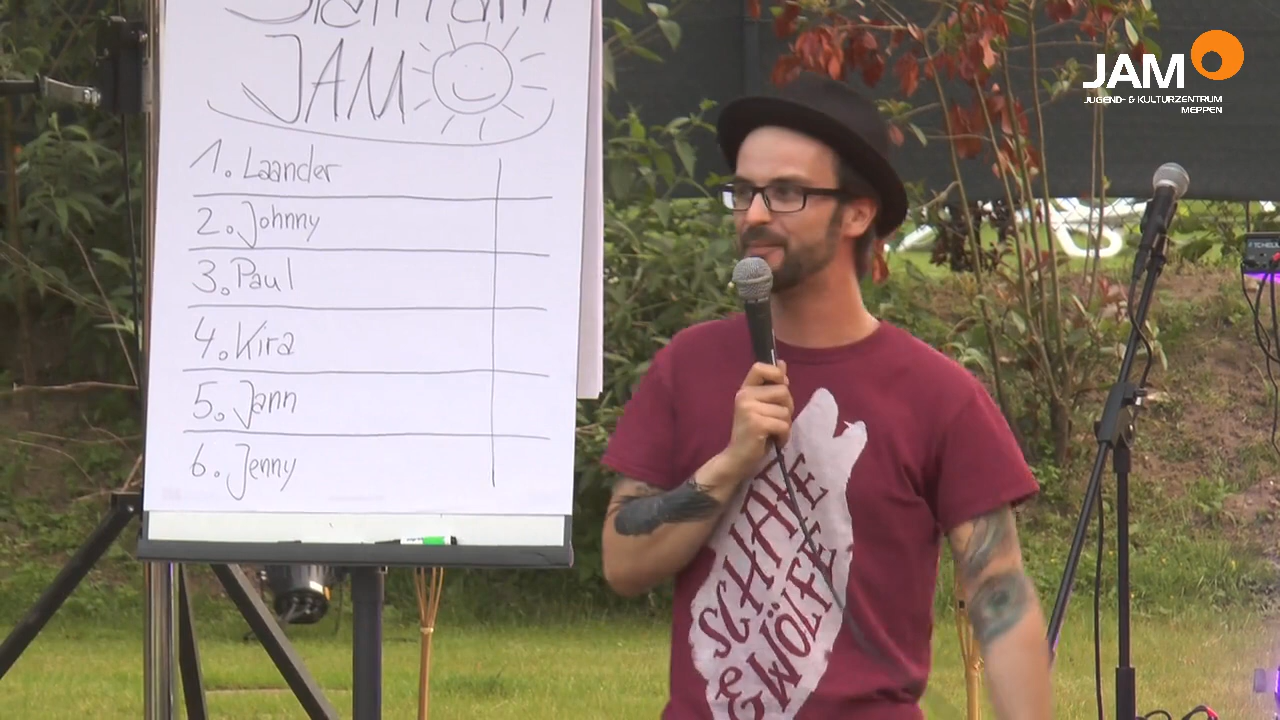 JAM
1. Laander
2. Johnny
3. Paul
4. Kira
5. Jann
6. Jenny
SCHAFE
& WÖLFE
JAM
JUGEND- & KULTURZENTRUM
MEPPEN